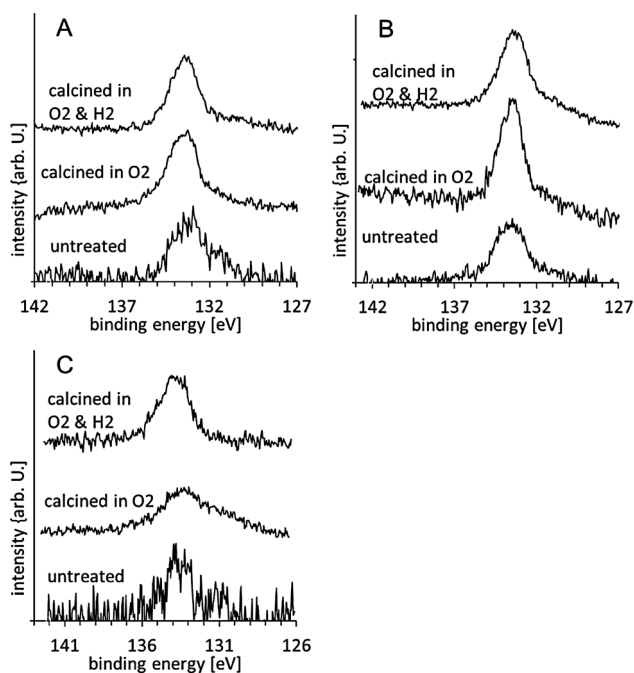 A
intensity {arb. U.]
calcined in
O2 & H2
calcined in O2
untreated
142 137 132 127
binding energy [eV]
B
intensity {arb. U.]
calcined in
O2 & H2
calcined in O2
untreated
142 137 132 127
binding energy [eV]
C
intensity {arb. U.]
calcined in
O2 & H2
calcined in O2
untreated
141 136 131 126
binding energy [eV]